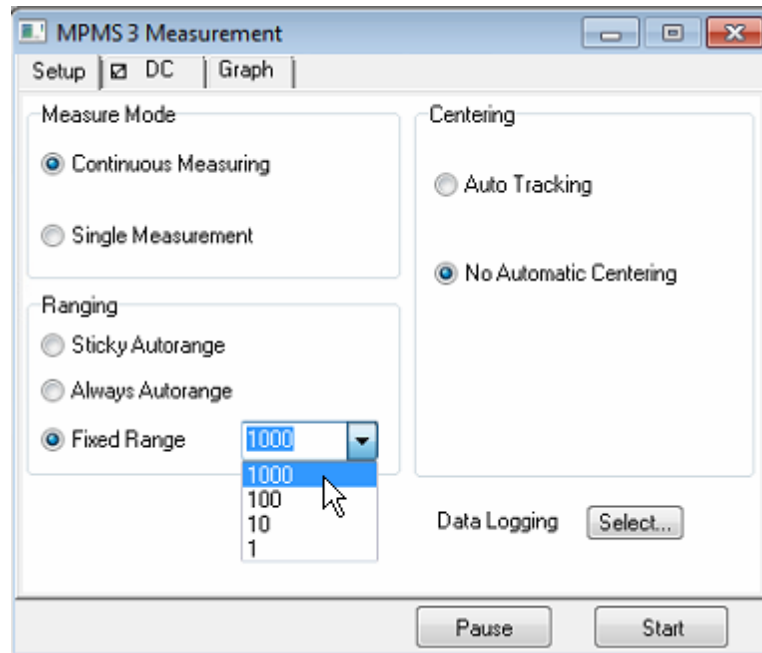 MPMS 3 Measurement
Setup DC Graph
Measure Mode
Continuous Measuring
Single Measurement
Ranging
Sticky Autorange
Always Autorange
Fixed Range 1000
1000
100
10
1
Centering
Auto Tracking
No Automatic Centering
Data Logging Select...
Pause Start